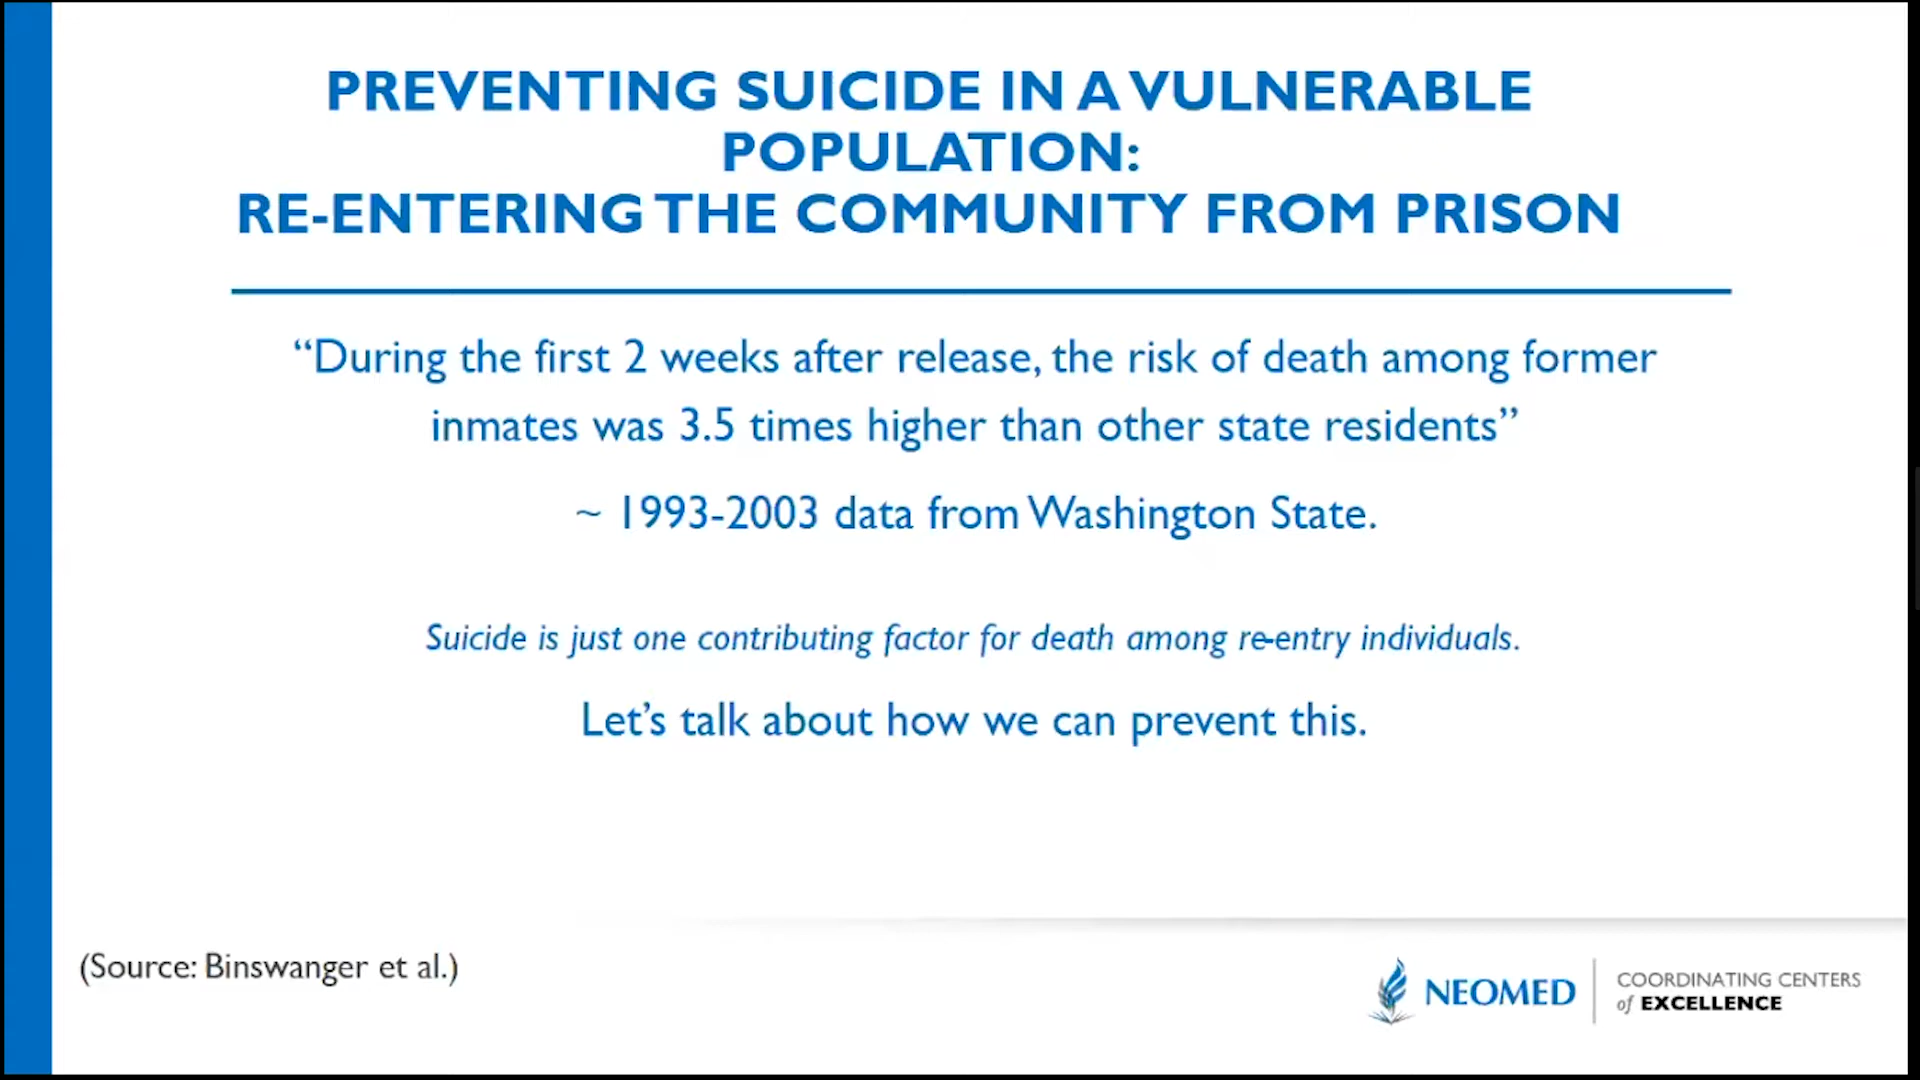 PREVENTING SUICIDE IN A VULNERABLE
POPULATION:
RE-ENTERING THE COMMUNITY FROM PRISON
“During the first 2 weeks after release, the risk of death among former
inmates was 3.5 times higher than other state residents”
~ 1993-2003 data from Washington State.
Suicide is just one contributing factor for death among re-entry individuals.
Let’s talk about how we can prevent this.
(Source: Binswanger et al.)
NEOMED
COORDINATING CENTERS
of EXCELLENCE